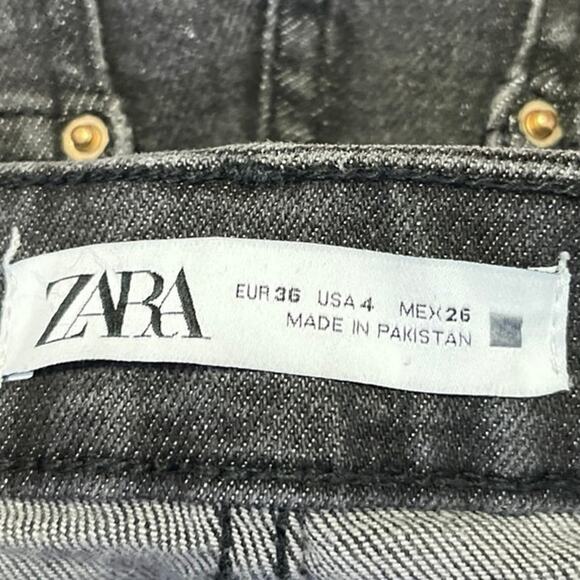 ZARA
EUR 36 USA 4 MEX 26
MADE IN PAKISTAN